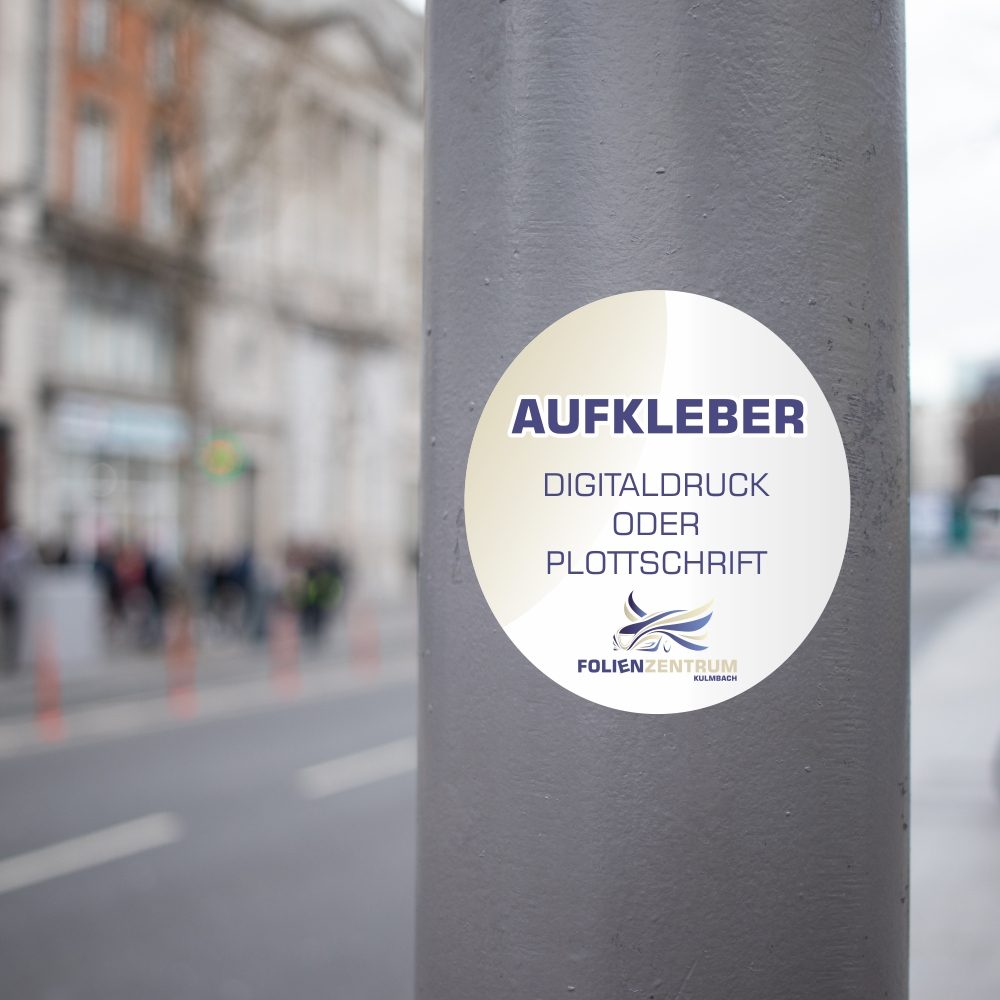 AUFKLEBER
DIGITALDRUCK
ODER
PLOTTSCHRIFT
FOLIENZENTRUM
KULMBACH